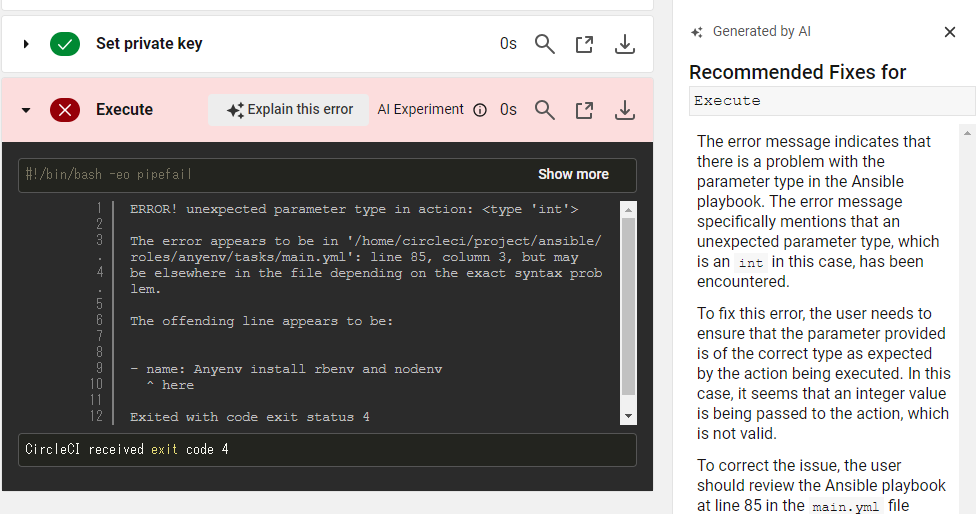 Set private key
0s
Execute
Explain this error
AI Experiment
0s
#!/bin/bash -eo pipefail
Show more
1 ERROR! unexpected parameter type in action: <type 'int'>
2
3 The error appears to be in '/home/circleci/project/ansible/
. roles/anyenv/tasks/main.yml': line 85, column 3, but may
4 be elsewhere in the file depending on the exact syntax prob
. lem.
5
6 The offending line appears to be:
7
8
9 - name: Anyenv install rbenv and nodenv
10   ^ here
11
12 Exited with code exit status 4
CircleCI received exit code 4
Generated by AI
Recommended Fixes for
Execute
The error message indicates that
there is a problem with the
parameter type in the Ansible
playbook. The error message
specifically mentions that an
unexpected parameter type, which
is an int in this case, has been
encountered.
To fix this error, the user needs to
ensure that the parameter provided
is of the correct type as expected
by the action being executed. In this
case, it seems that an integer value
is being passed to the action, which
is not valid.
To correct the issue, the user
should review the Ansible playbook
at line 85 in the main.yml file